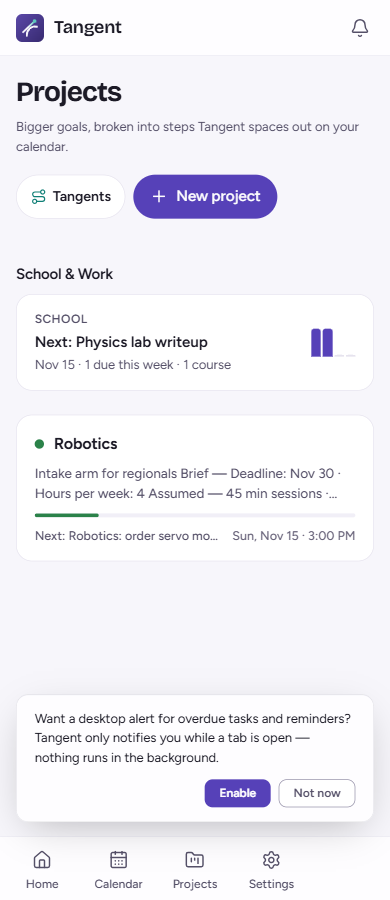 Tangent
Projects
Bigger goals, broken into steps Tangent spaces out on your
calendar.
Tangents
New project
School & Work
SCHOOL
Next: Physics lab writeup
Nov 15 · 1 due this week · 1 course
Robotics
Intake arm for regionals Brief — Deadline: Nov 30 ·
Hours per week: 4 Assumed — 45 min sessions ·...
Next: Robotics: order servo mo...
Sun, Nov 15 · 3:00 PM
Want a desktop alert for overdue tasks and reminders?
Tangent only notifies you while a tab is open —
nothing runs in the background.
Enable
Not now
Home
Calendar
Projects
Settings